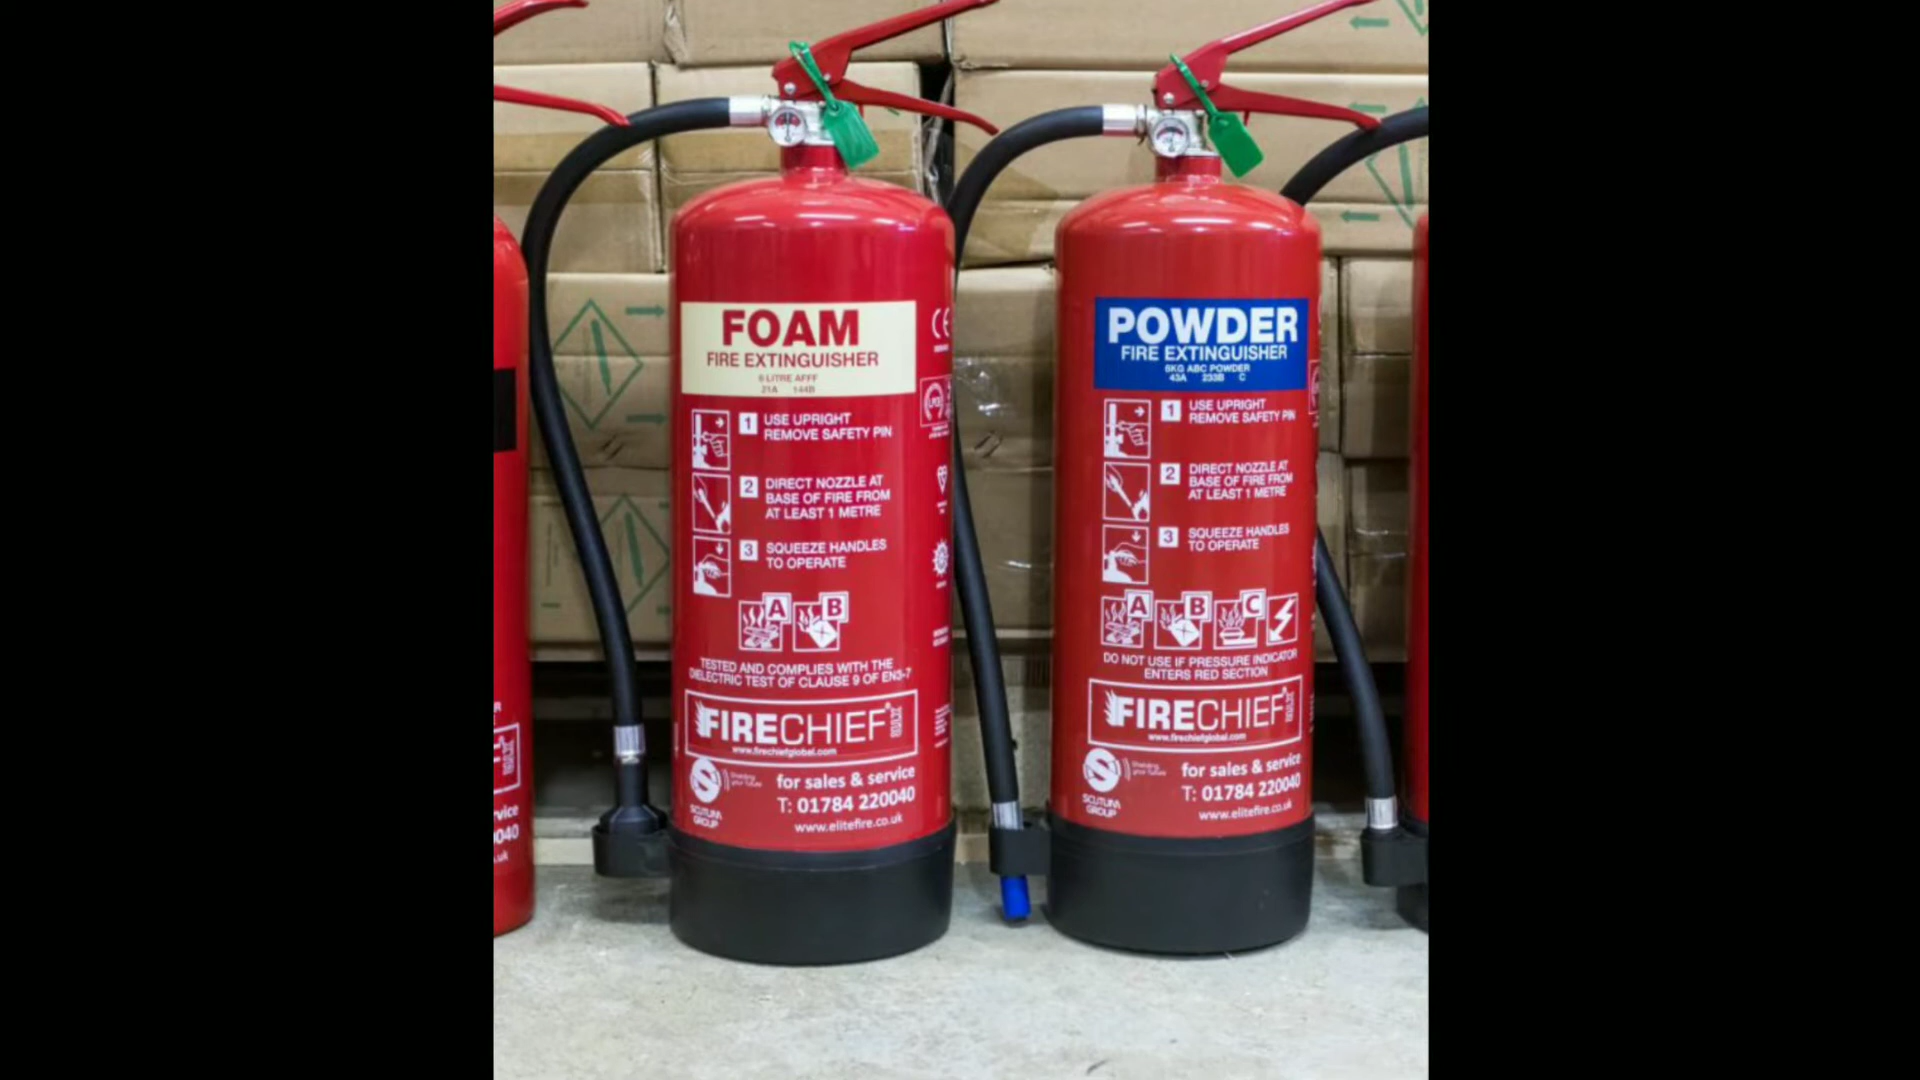 FOAM
FIRE EXTINGUISHER
6 LITRE AFFF
21A 144B
1 USE UPRIGHT
REMOVE SAFETY PIN
2 DIRECT NOZZLE AT
BASE OF FIRE FROM
AT LEAST 1 METRE
3 SQUEEZE HANDLES
TO OPERATE
A B
TESTED AND COMPLIES WITH THE
DIELECTRIC TEST OF CLAUSE 9 OF EN3-7
FIRECHIEF
www.firechiefglobal.com
SCUTUM
GROUP
for sales & service
T: 01784 220040
www.elitefire.co.uk
CE
POWDER
FIRE EXTINGUISHER
6KG ABC POWDER
43A 233B C
1 USE UPRIGHT
REMOVE SAFETY PIN
2 DIRECT NOZZLE AT
BASE OF FIRE FROM
AT LEAST 1 METRE
3 SQUEEZE HANDLES
TO OPERATE
A B C
DO NOT USE IF PRESSURE INDICATOR
ENTERS RED SECTION
FIRECHIEF
www.firechiefglobal.com
SCUTUM
GROUP
for sales & service
T: 01784 220040
www.elitefire.co.uk